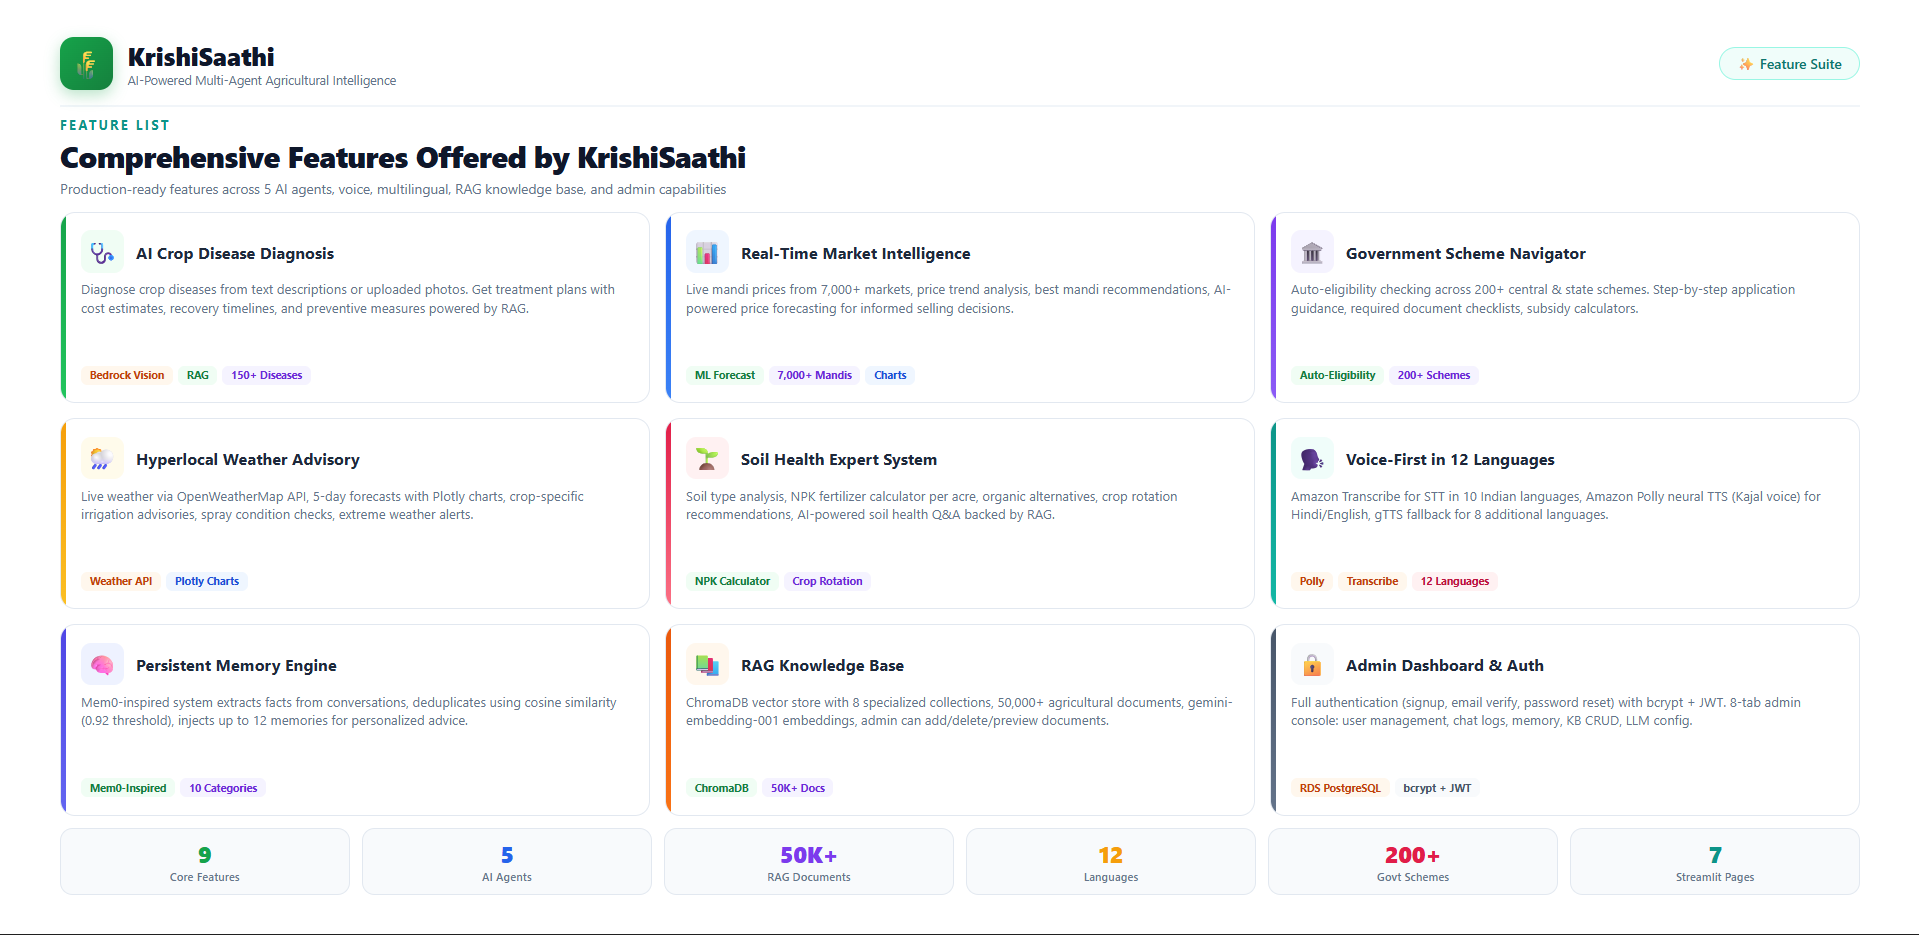 KrishiSaathi
AI-Powered Multi-Agent Agricultural Intelligence
✨ Feature Suite
FEATURE LIST
Comprehensive Features Offered by KrishiSaathi
Production-ready features across 5 AI agents, voice, multilingual, RAG knowledge base, and admin capabilities
AI Crop Disease Diagnosis
Diagnose crop diseases from text descriptions or uploaded photos. Get treatment plans with
cost estimates, recovery timelines, and preventive measures powered by RAG.
Bedrock Vision RAG 150+ Diseases
Real-Time Market Intelligence
Live mandi prices from 7,000+ markets, price trend analysis, best mandi recommendations, AI-
powered price forecasting for informed selling decisions.
ML Forecast 7,000+ Mandis Charts
Government Scheme Navigator
Auto-eligibility checking across 200+ central & state schemes. Step-by-step application
guidance, required document checklists, subsidy calculators.
Auto-Eligibility 200+ Schemes
Hyperlocal Weather Advisory
Live weather via OpenWeatherMap API, 5-day forecasts with Plotly charts, crop-specific
irrigation advisories, spray condition checks, extreme weather alerts.
Weather API Plotly Charts
Soil Health Expert System
Soil type analysis, NPK fertilizer calculator per acre, organic alternatives, crop rotation
recommendations, AI-powered soil health Q&A backed by RAG.
NPK Calculator Crop Rotation
Voice-First in 12 Languages
Amazon Transcribe for STT in 10 Indian languages, Amazon Polly neural TTS (Kajal voice) for
Hindi/English, gTTS fallback for 8 additional languages.
Polly Transcribe 12 Languages
Persistent Memory Engine
Mem0-inspired system extracts facts from conversations, deduplicates using cosine similarity
(0.92 threshold), injects up to 12 memories for personalized advice.
Mem0-Inspired 10 Categories
RAG Knowledge Base
ChromaDB vector store with 8 specialized collections, 50,000+ agricultural documents, gemini-
embedding-001 embeddings, admin can add/delete/preview documents.
ChromaDB 50K+ Docs
Admin Dashboard & Auth
Full authentication (signup, email verify, password reset) with bcrypt + JWT. 8-tab admin
console: user management, chat logs, memory, KB CRUD, LLM config.
RDS PostgreSQL bcrypt + JWT
9
Core Features
5
AI Agents
50K+
RAG Documents
12
Languages
200+
Govt Schemes
7
Streamlit Pages